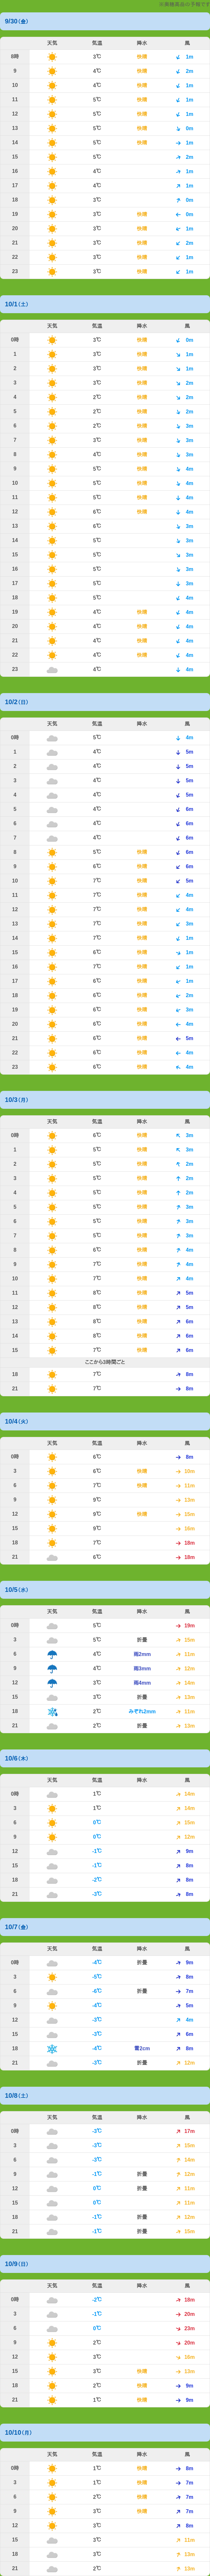 9/30(金)
天気 気温 降水 風
8時 3℃ 快晴 1m
9 4℃ 快晴 2m
10 4℃ 快晴 1m
11 5℃ 快晴 1m
12 5℃ 快晴 1m
13 5℃ 快晴 0m
14 5℃ 快晴 1m
15 5℃ 2m
16 4℃ 1m
17 4℃ 1m
18 3℃ 0m
19 3℃ 快晴 0m
20 3℃ 快晴 1m
21 3℃ 快晴 2m
22 3℃ 快晴 1m
23 3℃ 快晴 1m
10/1(土)
天気 気温 降水 風
0時 3℃ 快晴 0m
1 3℃ 快晴 1m
2 3℃ 快晴 1m
3 3℃ 快晴 2m
4 2℃ 快晴 2m
5 2℃ 快晴 2m
6 2℃ 快晴 3m
7 3℃ 快晴 3m
8 4℃ 快晴 3m
9 5℃ 快晴 4m
10 5℃ 快晴 4m
11 5℃ 快晴 4m
12 6℃ 快晴 4m
13 6℃ 3m
14 5℃ 3m
15 5℃ 3m
16 5℃ 3m
17 5℃ 3m
18 5℃ 4m
19 4℃ 快晴 4m
20 4℃ 快晴 4m
21 4℃ 快晴 4m
22 4℃ 快晴 4m
23 4℃ 4m
10/2(日)
天気 気温 降水 風
0時 5℃ 4m
1 4℃ 5m
2 4℃ 5m
3 4℃ 5m
4 4℃ 5m
5 4℃ 6m
6 4℃ 6m
7 4℃ 6m
8 5℃ 快晴 6m
9 6℃ 快晴 6m
10 7℃ 快晴 5m
11 7℃ 快晴 4m
12 7℃ 快晴 4m
13 7℃ 快晴 3m
14 7℃ 快晴 1m
15 6℃ 快晴 1m
16 7℃ 快晴 1m
17 6℃ 快晴 1m
18 6℃ 快晴 2m
19 6℃ 快晴 3m
20 6℃ 快晴 4m
21 6℃ 快晴 5m
22 6℃ 快晴 4m
23 6℃ 快晴 4m
10/3(月)
天気 気温 降水 風
0時 6℃ 快晴 3m
1 5℃ 快晴 3m
2 5℃ 快晴 2m
3 5℃ 快晴 2m
4 5℃ 快晴 2m
5 5℃ 快晴 3m
6 5℃ 快晴 3m
7 5℃ 快晴 3m
8 6℃ 快晴 4m
9 7℃ 快晴 4m
10 7℃ 快晴 4m
11 8℃ 快晴 5m
12 8℃ 快晴 5m
13 8℃ 快晴 6m
14 8℃ 快晴 6m
15 7℃ 快晴 6m
ここから3時間ごと
18 7℃ 快晴 8m
21 7℃ 快晴 8m
10/4(火)
天気 気温 降水 風
0時 6℃ 8m
3 6℃ 快晴 10m
6 7℃ 快晴 11m
9 9℃ 13m
12 9℃ 快晴 15m
15 9℃ 16m
18 7℃ 18m
21 6℃ 18m
10/5(水)
天気 気温 降水 風
0時 5℃ 19m
3 5℃ 折畳 15m
6 4℃ 雨2mm 11m
9 4℃ 雨3mm 12m
12 3℃ 雨4mm 14m
15 3℃ 折畳 13m
18 2℃ みぞれ2mm 11m
21 2℃ 折畳 13m
10/6(木)
天気 気温 降水 風
0時 1℃ 14m
3 1℃ 14m
6 0℃ 15m
9 0℃ 12m
12 -1℃ 9m
15 -1℃ 8m
18 -2℃ 8m
21 -3℃ 8m
10/7(金)
天気 気温 降水 風
0時 -4℃ 折畳 9m
3 -5℃ 8m
6 -6℃ 折畳 7m
9 -4℃ 5m
12 -3℃ 4m
15 -3℃ 6m
18 -4℃ 雪2cm 8m
21 -3℃ 折畳 12m
10/8(土)
天気 気温 降水 風
0時 -3℃ 17m
3 -3℃ 15m
6 -3℃ 14m
9 -1℃ 折畳 12m
12 0℃ 折畳 11m
15 0℃ 11m
18 -1℃ 折畳 12m
21 -1℃ 折畳 15m
10/9(日)
天気 気温 降水 風
0時 -2℃ 18m
3 -1℃ 20m
6 0℃ 23m
9 2℃ 20m
12 3℃ 16m
15 3℃ 快晴 13m
18 2℃ 快晴 9m
21 1℃ 快晴 9m
10/10(月)
天気 気温 降水 風
0時 1℃ 快晴 8m
3 1℃ 快晴 7m
6 2℃ 快晴 7m
9 3℃ 快晴 7m
12 3℃ 8m
15 3℃ 11m
18 3℃ 13m
21 2℃ 13m